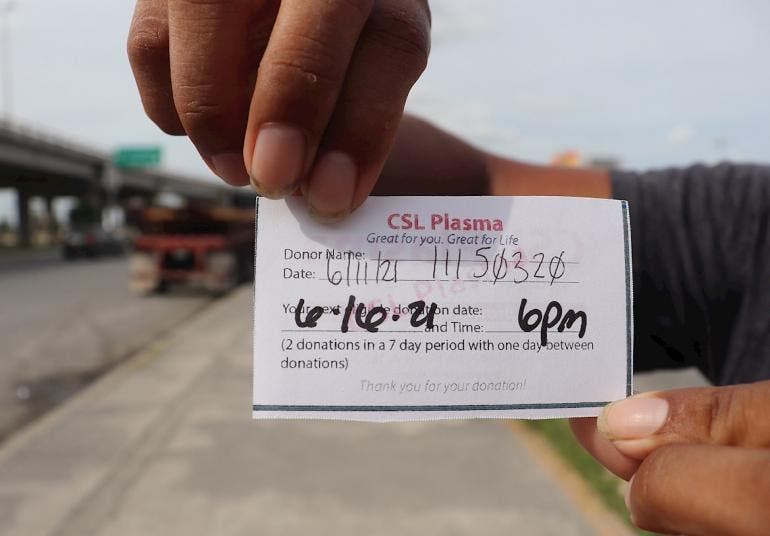 CSL Plasma
Great for you. Great for Life
Donor Name:
Date: 6/11/21 11150320
Your next eligible donation date:
6·16·21 and Time: 6pm
(2 donations in a 7 day period with one day between
donations)
Thank you for your donation!